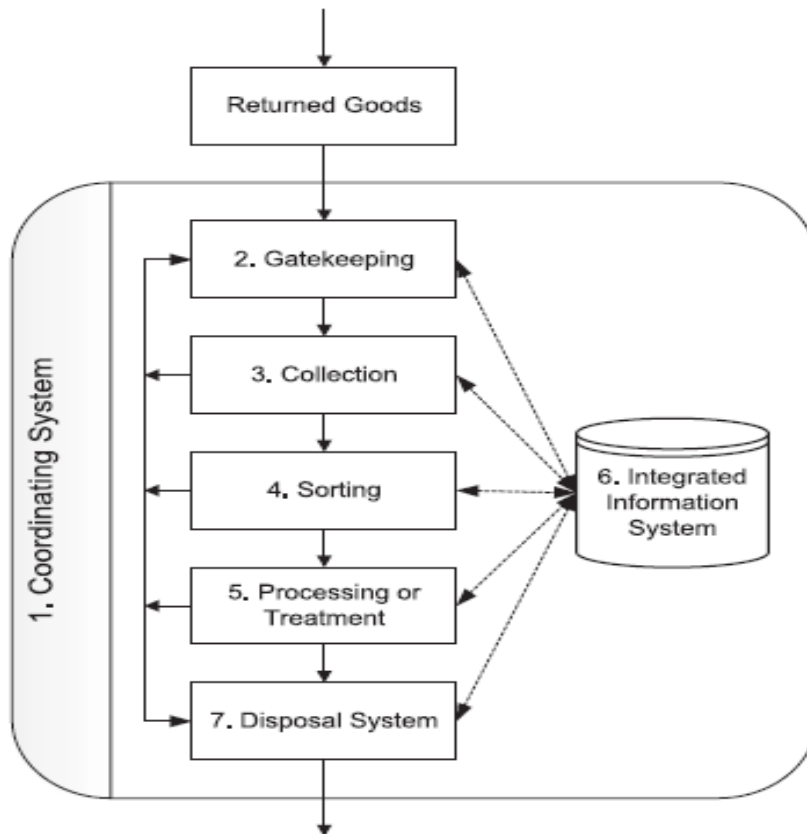 Returned Goods
1. Coordinating System
2. Gatekeeping
3. Collection
4. Sorting
5. Processing or
Treatment
6. Integrated
Information
System
7. Disposal System